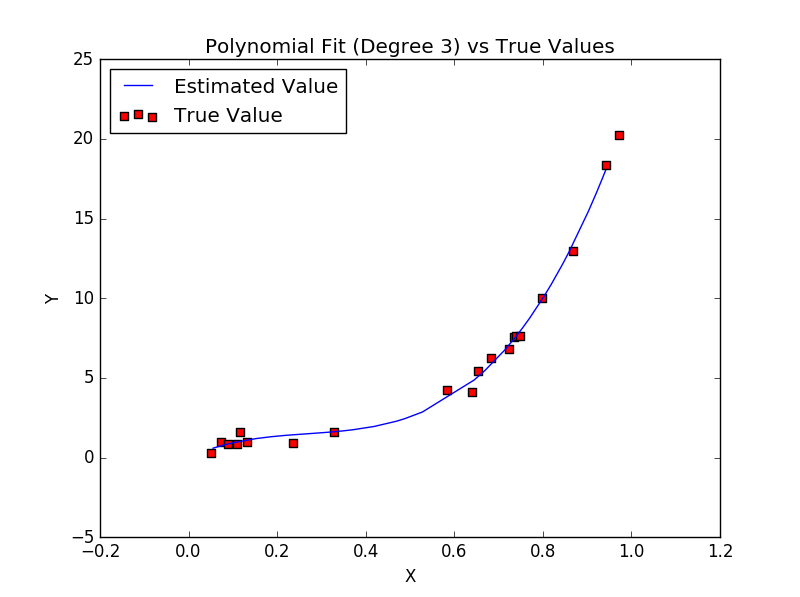 Polynomial Fit (Degree 3) vs True Values
25
20
15
10
5
0
−5
Y
Estimated Value
True Value
−0.2 0.0 0.2 0.4 0.6 0.8 1.0 1.2
X